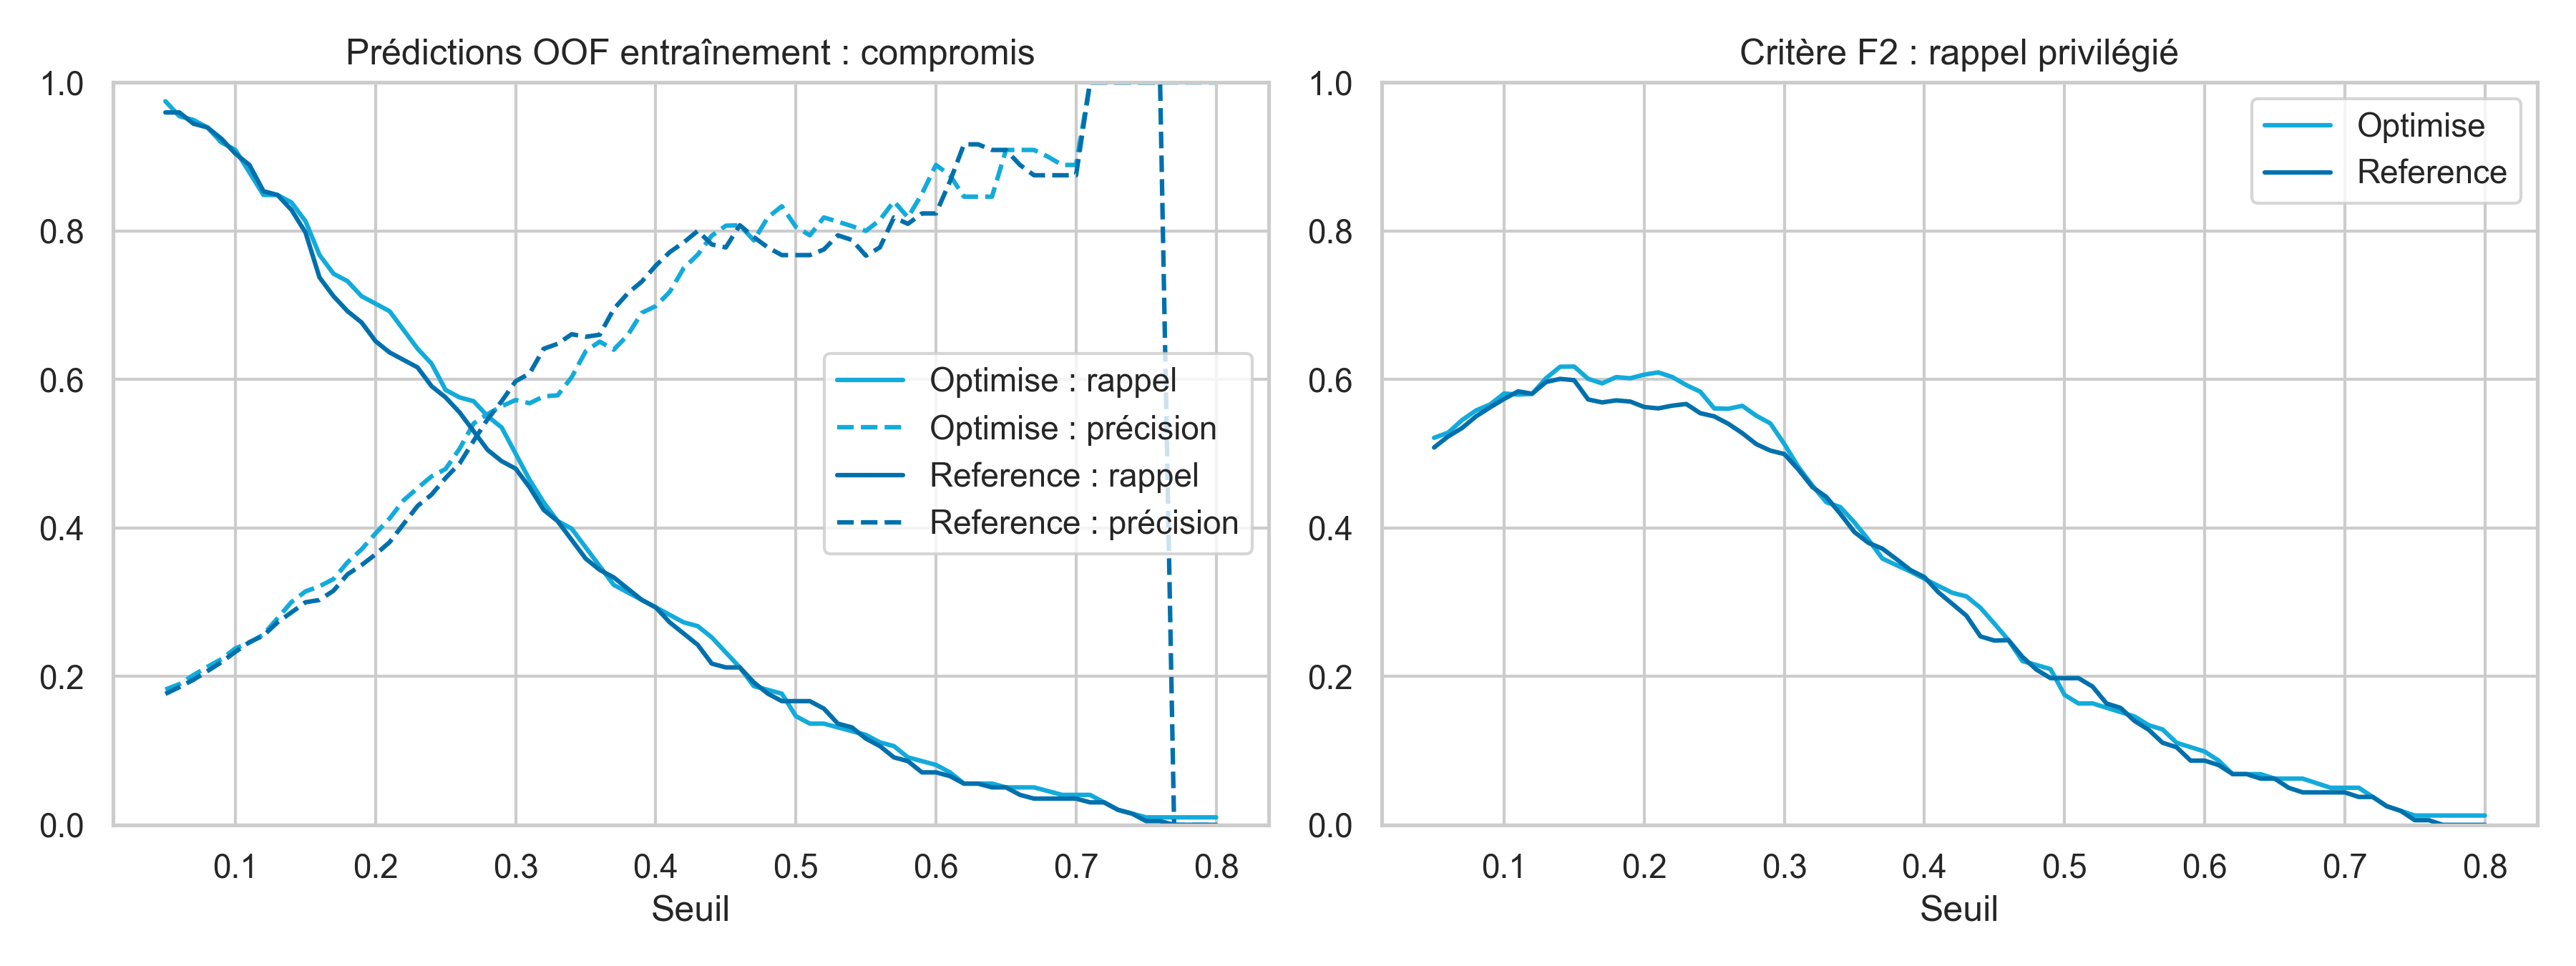 Prédictions OOF entraînement : compromis
1.0
0.8
0.6
0.4
0.2
0.0
0.1 0.2 0.3 0.4 0.5 0.6 0.7 0.8
Seuil
Optimise : rappel
Optimise : précision
Reference : rappel
Reference : précision
Critère F2 : rappel privilégié
1.0
0.8
0.6
0.4
0.2
0.0
0.1 0.2 0.3 0.4 0.5 0.6 0.7 0.8
Seuil
Optimise
Reference